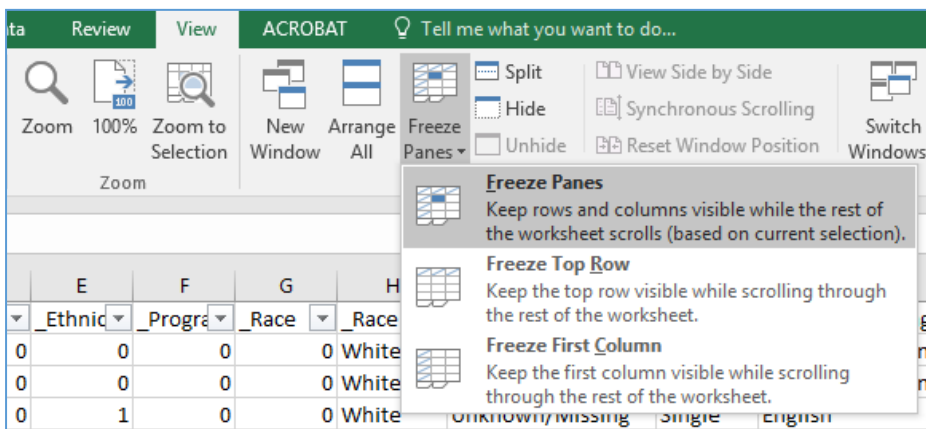 ta Review View ACROBAT Tell me what you want to do...
Zoom
100%
100
Zoom to
Selection
New
Window
Arrange
All
Freeze
Panes
Split
Hide
Unhide
View Side by Side
Synchronous Scrolling
Reset Window Position
Switch
Windows
Zoom
Freeze Panes
Keep rows and columns visible while the rest of
the worksheet scrolls (based on current selection).
Freeze Top Row
Keep the top row visible while scrolling through
the rest of the worksheet.
Freeze First Column
Keep the first column visible while scrolling
through the rest of the worksheet.
E F G H
_Ethnic _Progra _Race _Race
0 0 0 0 White
0 0 0 0 White
0 1 0 0 White Unknown/Missing Single English